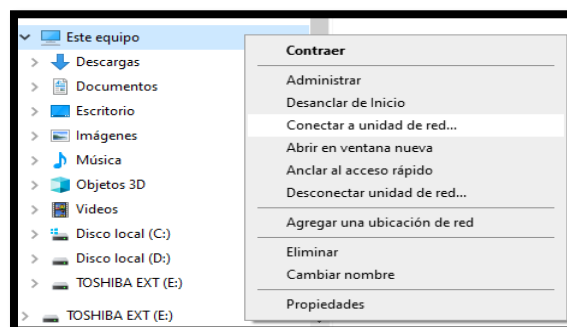 Este equipo
Descargas
Documentos
Escritorio
Imágenes
Música
Objetos 3D
Videos
Disco local (C:)
Disco local (D:)
TOSHIBA EXT (E:)
TOSHIBA EXT (E:)
Contraer
Administrar
Desanclar de Inicio
Conectar a unidad de red...
Abrir en ventana nueva
Anclar al acceso rápido
Desconectar unidad de red...
Agregar una ubicación de red
Eliminar
Cambiar nombre
Propiedades